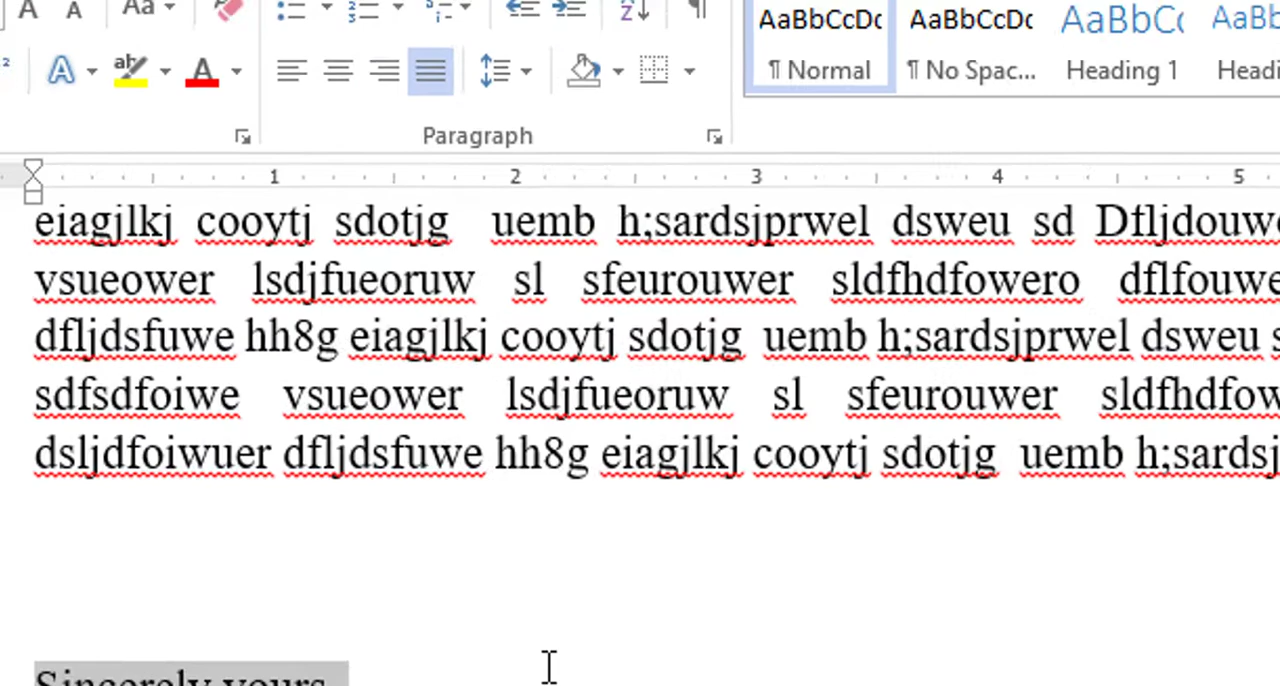 Aa
A
AaBbCcDc AaBbCcDc AaBbC AaBb
¶ Normal ¶ No Spac... Heading 1 Headi
Paragraph
1 2 3 4 5
eiagjlkj cooytj sdotjg uemb h;sardsjprwel dsweu sd Dfljdouw
vsueower lsdjfueoruw sl sfeurouwer sldfhdfowero dflfouwe
dfljdsfuwe hh8g eiagjlkj cooytj sdotjg uemb h;sardsjprwel dsweu s
sdfsdfoiwe vsueower lsdjfueoruw sl sfeurouwer sldfhdfow
dsljdfoiwuer dfljdsfuwe hh8g eiagjlkj cooytj sdotjg uemb h;sardsj
Sincerely yours